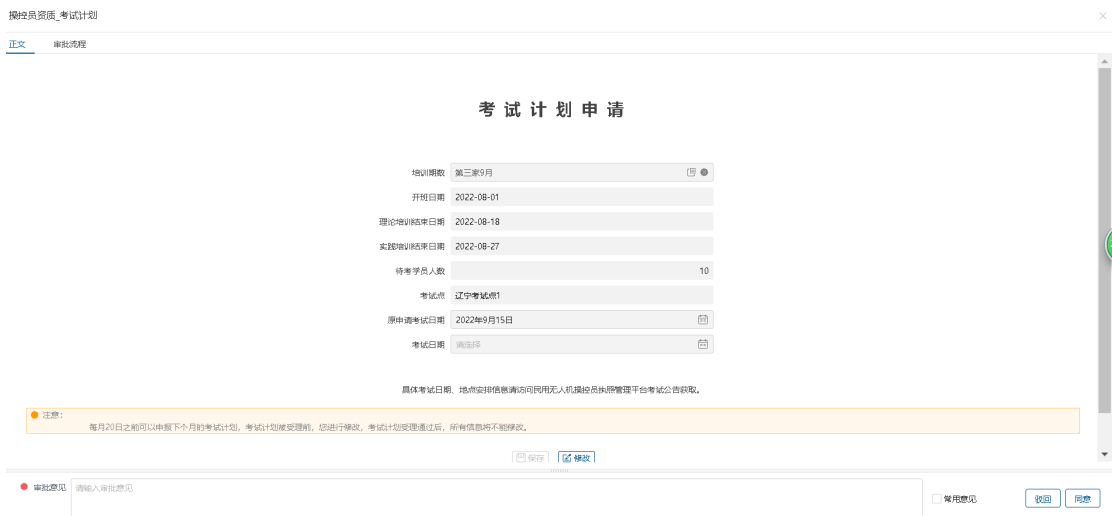 操控员资质_考试计划
正文 审批流程
考试计划申请
培训期数 第三家9月
开班日期 2022-08-01
理论培训结束日期 2022-08-18
实践培训结束日期 2022-08-27
待考学员人数 10
考试点 辽宁考试点1
原申请考试日期 2022年9月15日
考试日期 请选择
具体考试日期、地点安排信息请访问民用无人机操控员执照管理平台考试公告获取。
注意：
每月20日之前可以申报下个月的考试计划，考试计划被受理前，您进行修改，考试计划受理通过后，所有信息将不能修改。
保存 修改
审批意见 请输入审批意见 常用意见 驳回 同意